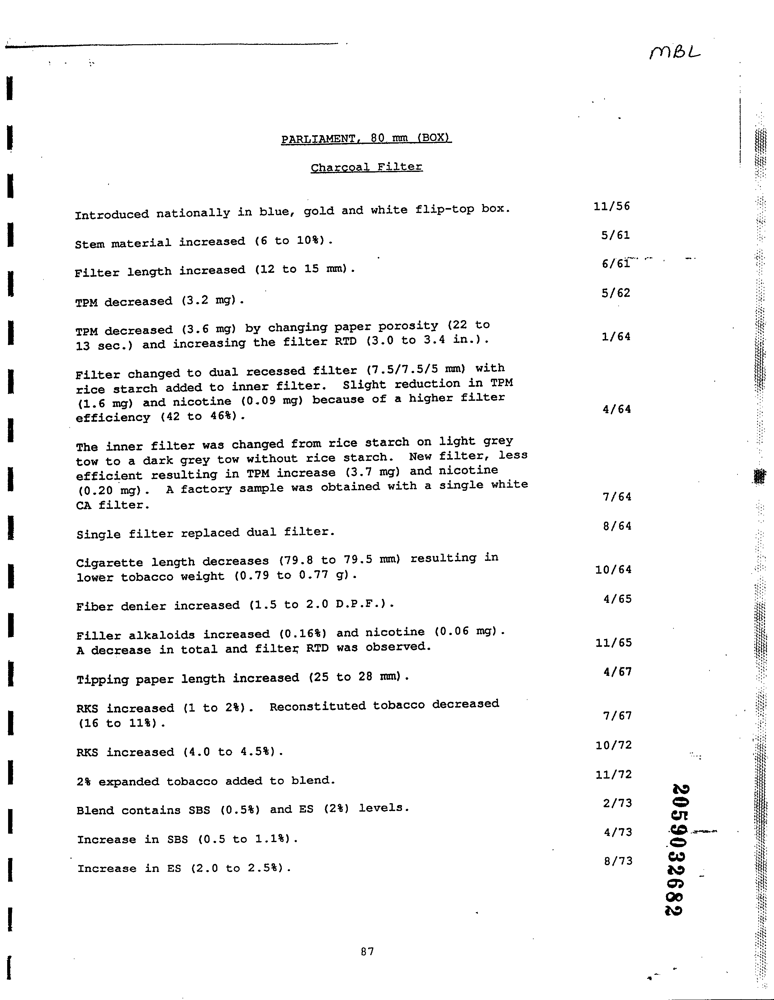 MBL
PARLIAMENT, 80 mm (BOX)
Charcoal Filter
Introduced nationally in blue, gold and white flip-top box. 11/56
Stem material increased (6 to 10%). 5/61
Filter length increased (12 to 15 mm). 6/61
TPM decreased (3.2 mg). 5/62
TPM decreased (3.6 mg) by changing paper porosity (22 to
13 sec.) and increasing the filter RTD (3.0 to 3.4 in.). 1/64
Filter changed to dual recessed filter (7.5/7.5/5 mm) with
rice starch added to inner filter. Slight reduction in TPM
(1.6 mg) and nicotine (0.09 mg) because of a higher filter
efficiency (42 to 46%). 4/64
The inner filter was changed from rice starch on light grey
tow to a dark grey tow without rice starch. New filter, less
efficient resulting in TPM increase (3.7 mg) and nicotine
(0.20 mg). A factory sample was obtained with a single white
CA filter. 7/64
Single filter replaced dual filter. 8/64
Cigarette length decreases (79.8 to 79.5 mm) resulting in
lower tobacco weight (0.79 to 0.77 g). 10/64
Fiber denier increased (1.5 to 2.0 D.P.F.). 4/65
Filler alkaloids increased (0.16%) and nicotine (0.06 mg).
A decrease in total and filter RTD was observed. 11/65
Tipping paper length increased (25 to 28 mm). 4/67
RKS increased (1 to 2%). Reconstituted tobacco decreased
(16 to 11%). 7/67
RKS increased (4.0 to 4.5%). 10/72
2% expanded tobacco added to blend. 11/72
Blend contains SBS (0.5%) and ES (2%) levels. 2/73
Increase in SBS (0.5 to 1.1%). 4/73
Increase in ES (2.0 to 2.5%). 8/73
2059032682
87